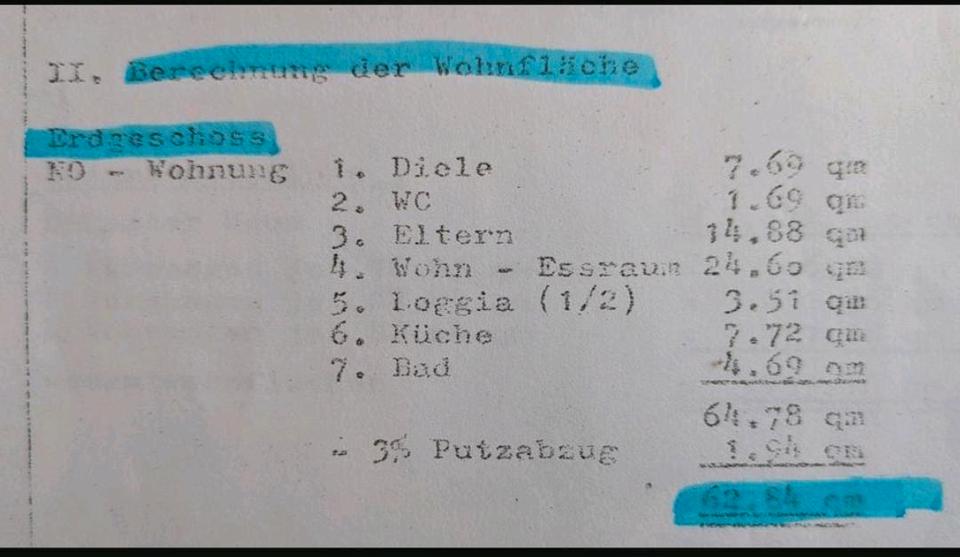 II. Berechnung der Wohnfläche
Erdgeschoss
NO - Wohnung 1. Diele 7.69 qm
2. WC 1.69 qm
3. Eltern 14.88 qm
4. Wohn - Essraum 24.60 qm
5. Loggia (1/2) 3.51 qm
6. Küche 7.72 qm
7. Bad 4.69 qm
64.78 qm
- 3% Putzabzug 1.94 qm
62.84 qm